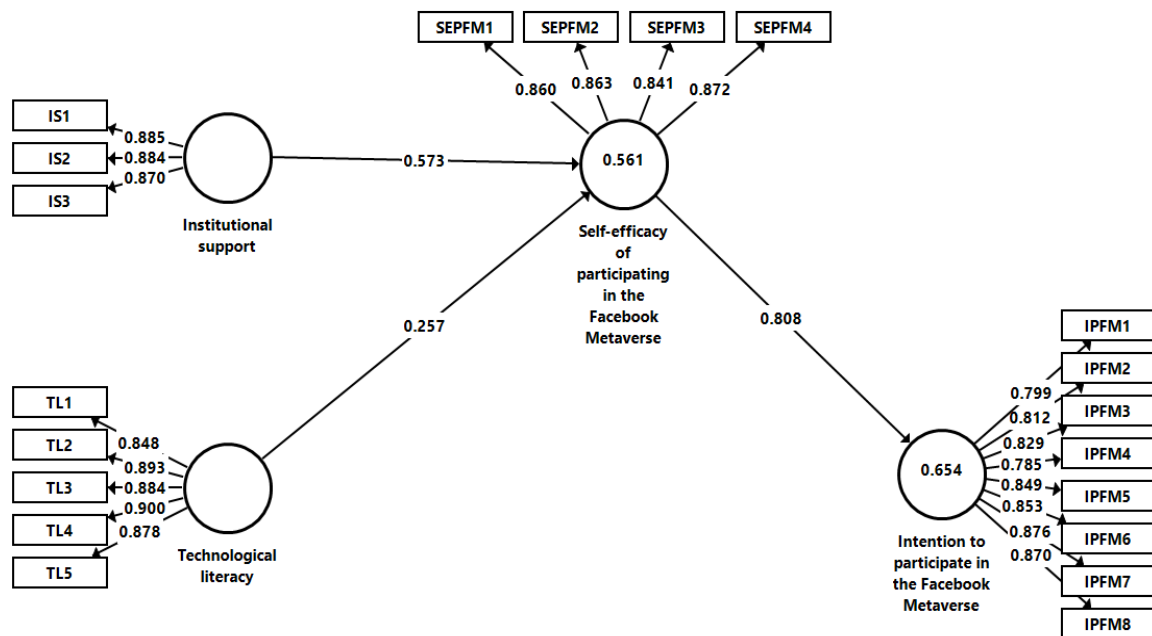 SEPFM1
SEPFM2
SEPFM3
SEPFM4
0.860
0.863
0.841
0.872
IS1
IS2
IS3
0.885
0.884
0.870
Institutional
support
0.573
0.561
Self-efficacy
of
participating
in the
Facebook
Metaverse
0.257
0.808
TL1
TL2
TL3
TL4
TL5
0.848
0.893
0.884
0.900
0.878
Technological
literacy
0.654
Intention to
participate in
the Facebook
Metaverse
0.799
0.812
0.829
0.785
0.849
0.853
0.876
0.870
IPFM1
IPFM2
IPFM3
IPFM4
IPFM5
IPFM6
IPFM7
IPFM8